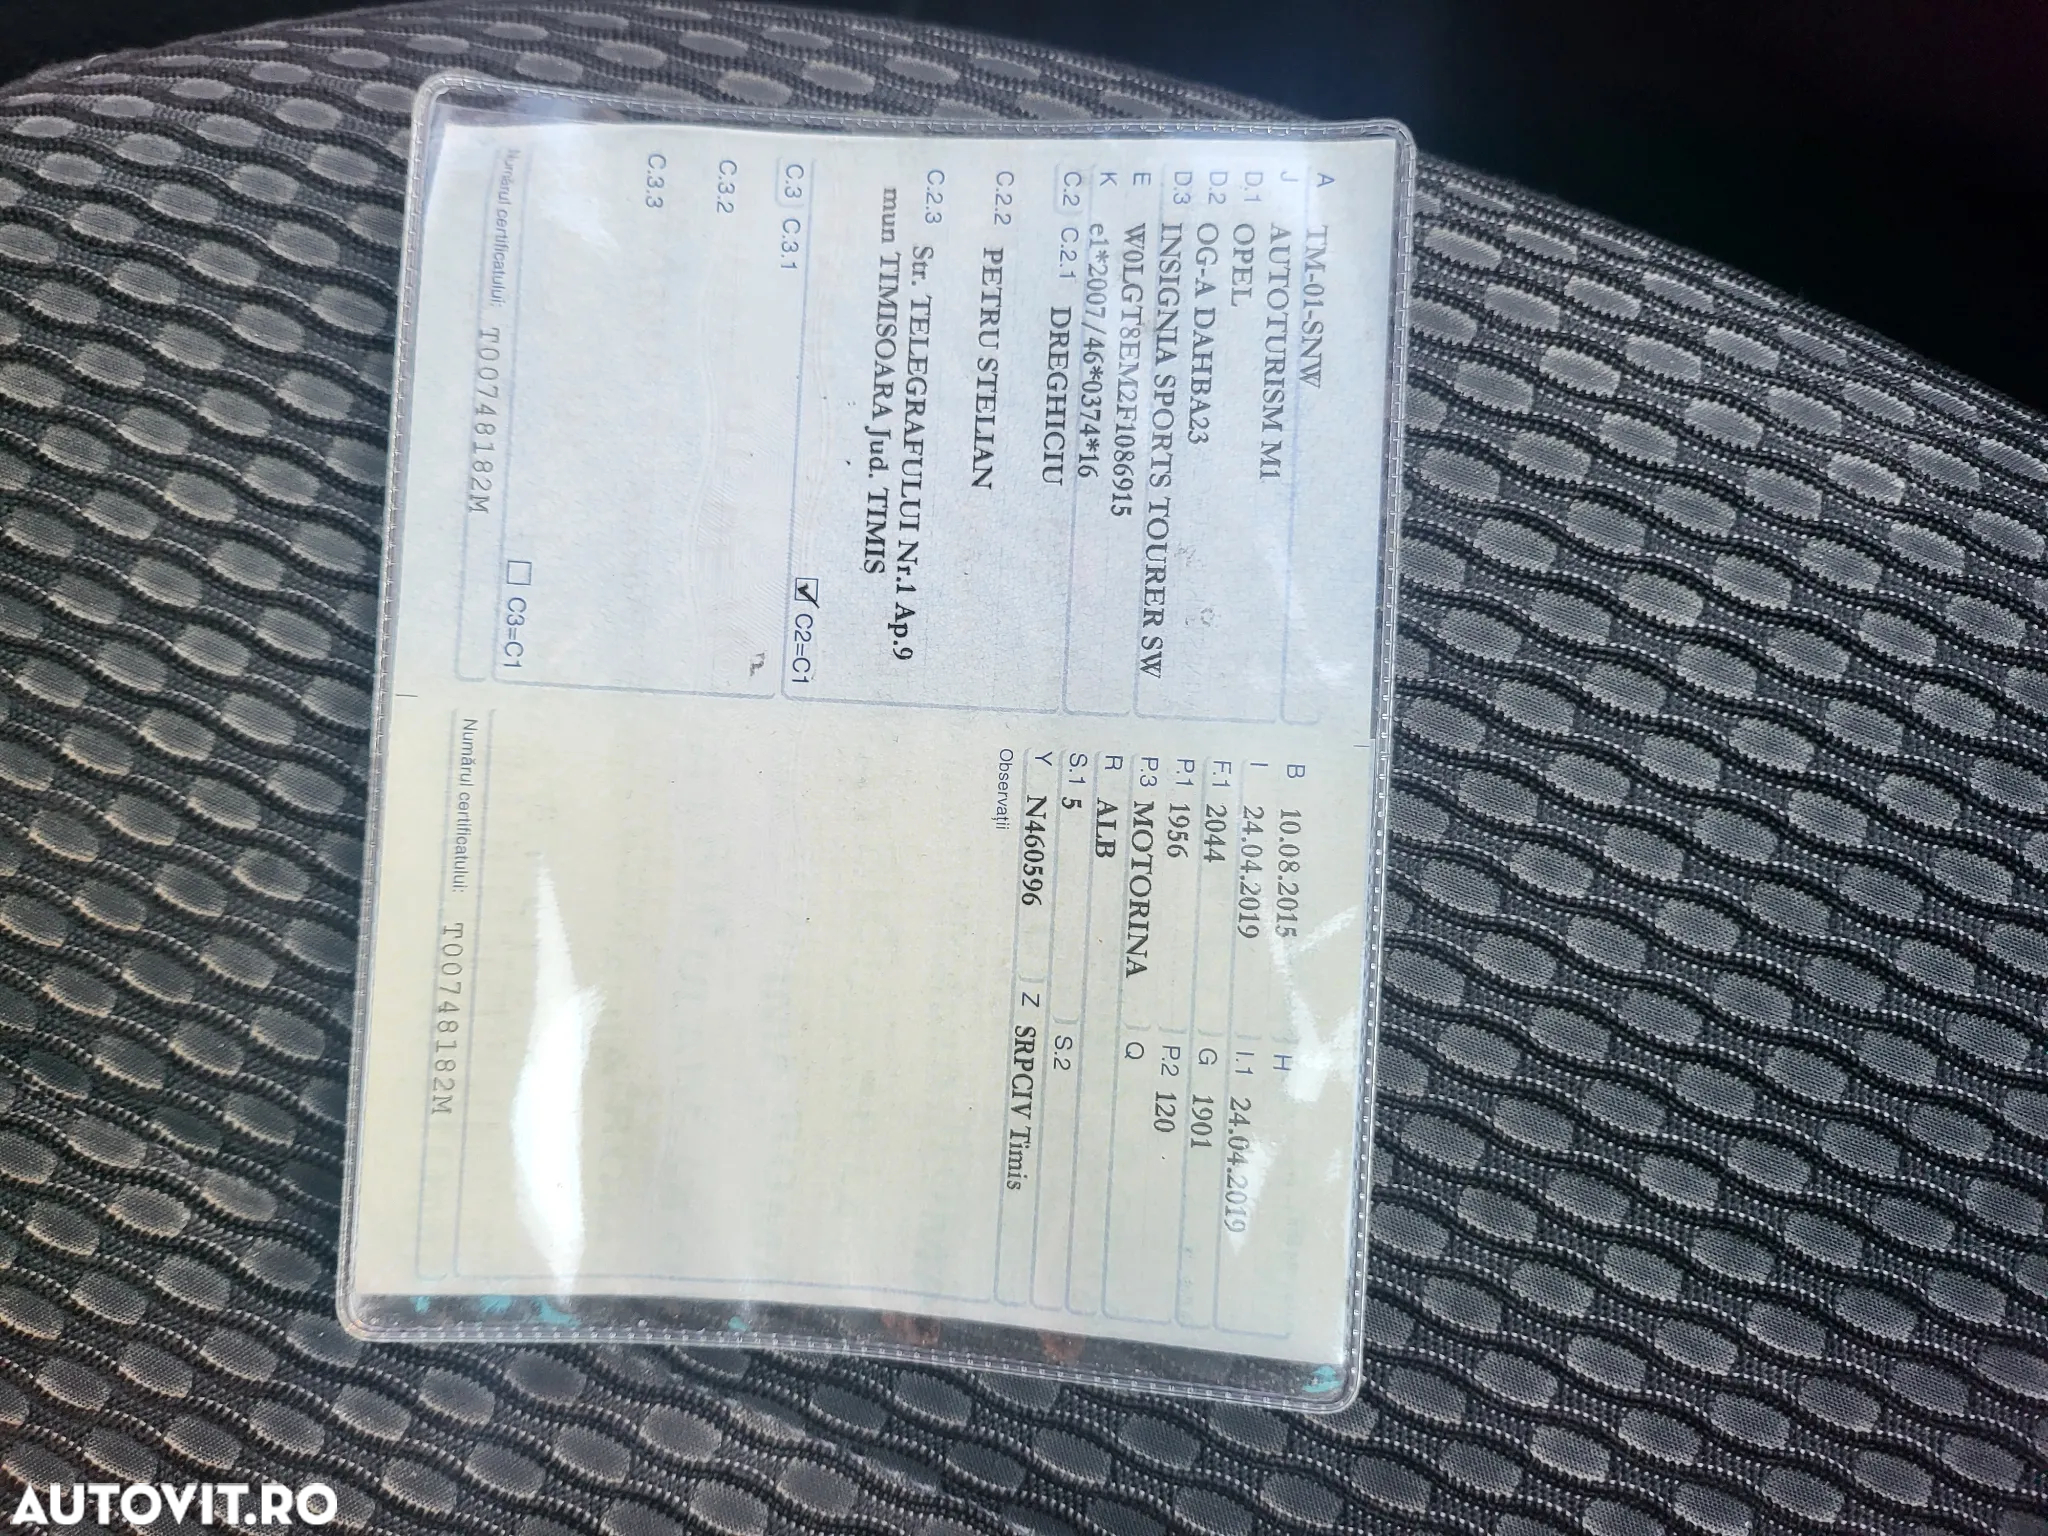 A TM-01-SNW
J AUTOTURISM M1
D.1 OPEL
D.2 OG-A DAHBA23
D.3 INSIGNIA SPORTS TOURER SW
E W0LGT8EM2F1086915
K e1*2007/46*0374*16
C.2 C.2.1 DREGHICIU
C.2.2 PETRU STELIAN
C.2.3 Str. TELEGRAFULUI Nr.1 Ap.9
mun TIMISOARA Jud. TIMIS
C.3 C.3.1 C2=C1
C.3.2
C.3.3
C3=C1
Numărul certificatului: T00748182M
B 10.08.2015 H
I 24.04.2019 I.1 24.04.2019
F.1 2044 G 1901
P.1 1956 P.2 120
P.3 MOTORINA Q
R ALB
S.1 5 S.2
Y N460596 Z SRPCIV Timis
Observații
Numărul certificatului: T00748182M
AUTOVIT.RO